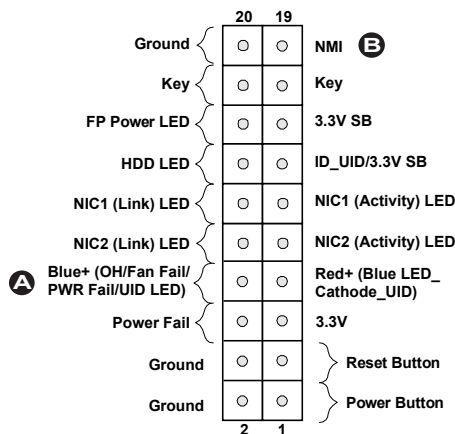 20 19
Ground NMI B
Key Key
FP Power LED 3.3V SB
HDD LED ID_UID/3.3V SB
NIC1 (Link) LED NIC1 (Activity) LED
NIC2 (Link) LED NIC2 (Activity) LED
A Blue+ (OH/Fan Fail/ Red+ (Blue LED_
PWR Fail/UID LED) Cathode_UID)
Power Fail 3.3V
Ground Reset Button
Ground Power Button
2 1